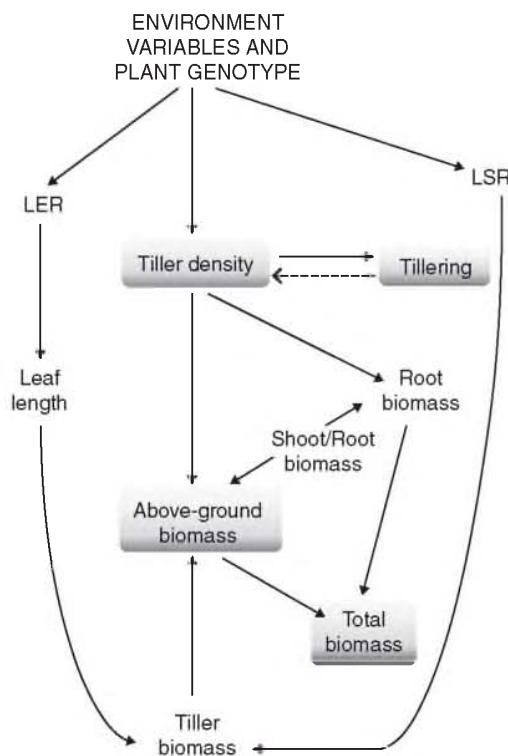 ENVIRONMENT
VARIABLES AND
PLANT GENOTYPE
LER
LSR
Tiller density
Tillering
Leaf
length
Root
biomass
Shoot/Root
biomass
Above-ground
biomass
Total
biomass
Tiller
biomass